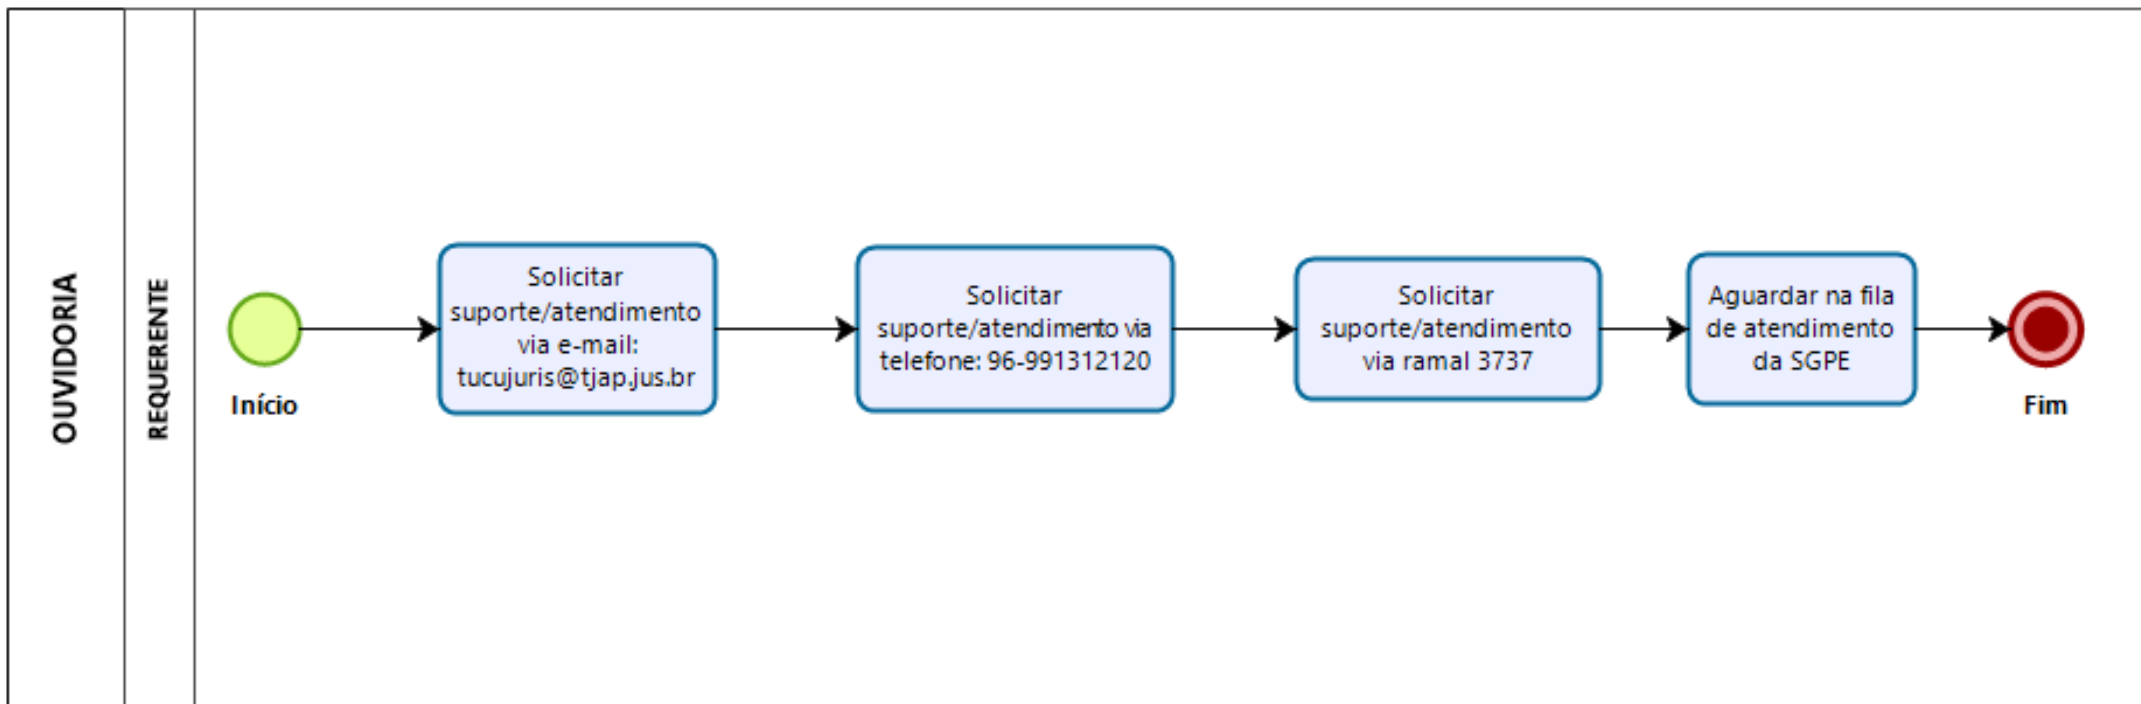 OUVIDORIA
REQUERENTE
Início
Solicitar
suporte/atendimento
via e-mail:
tucujuris@tjap.jus.br
Solicitar
suporte/atendimento via
telefone: 96-991312120
Solicitar
suporte/atendimento
via ramal 3737
Aguardar na fila
de atendimento
da SGPE
Fim